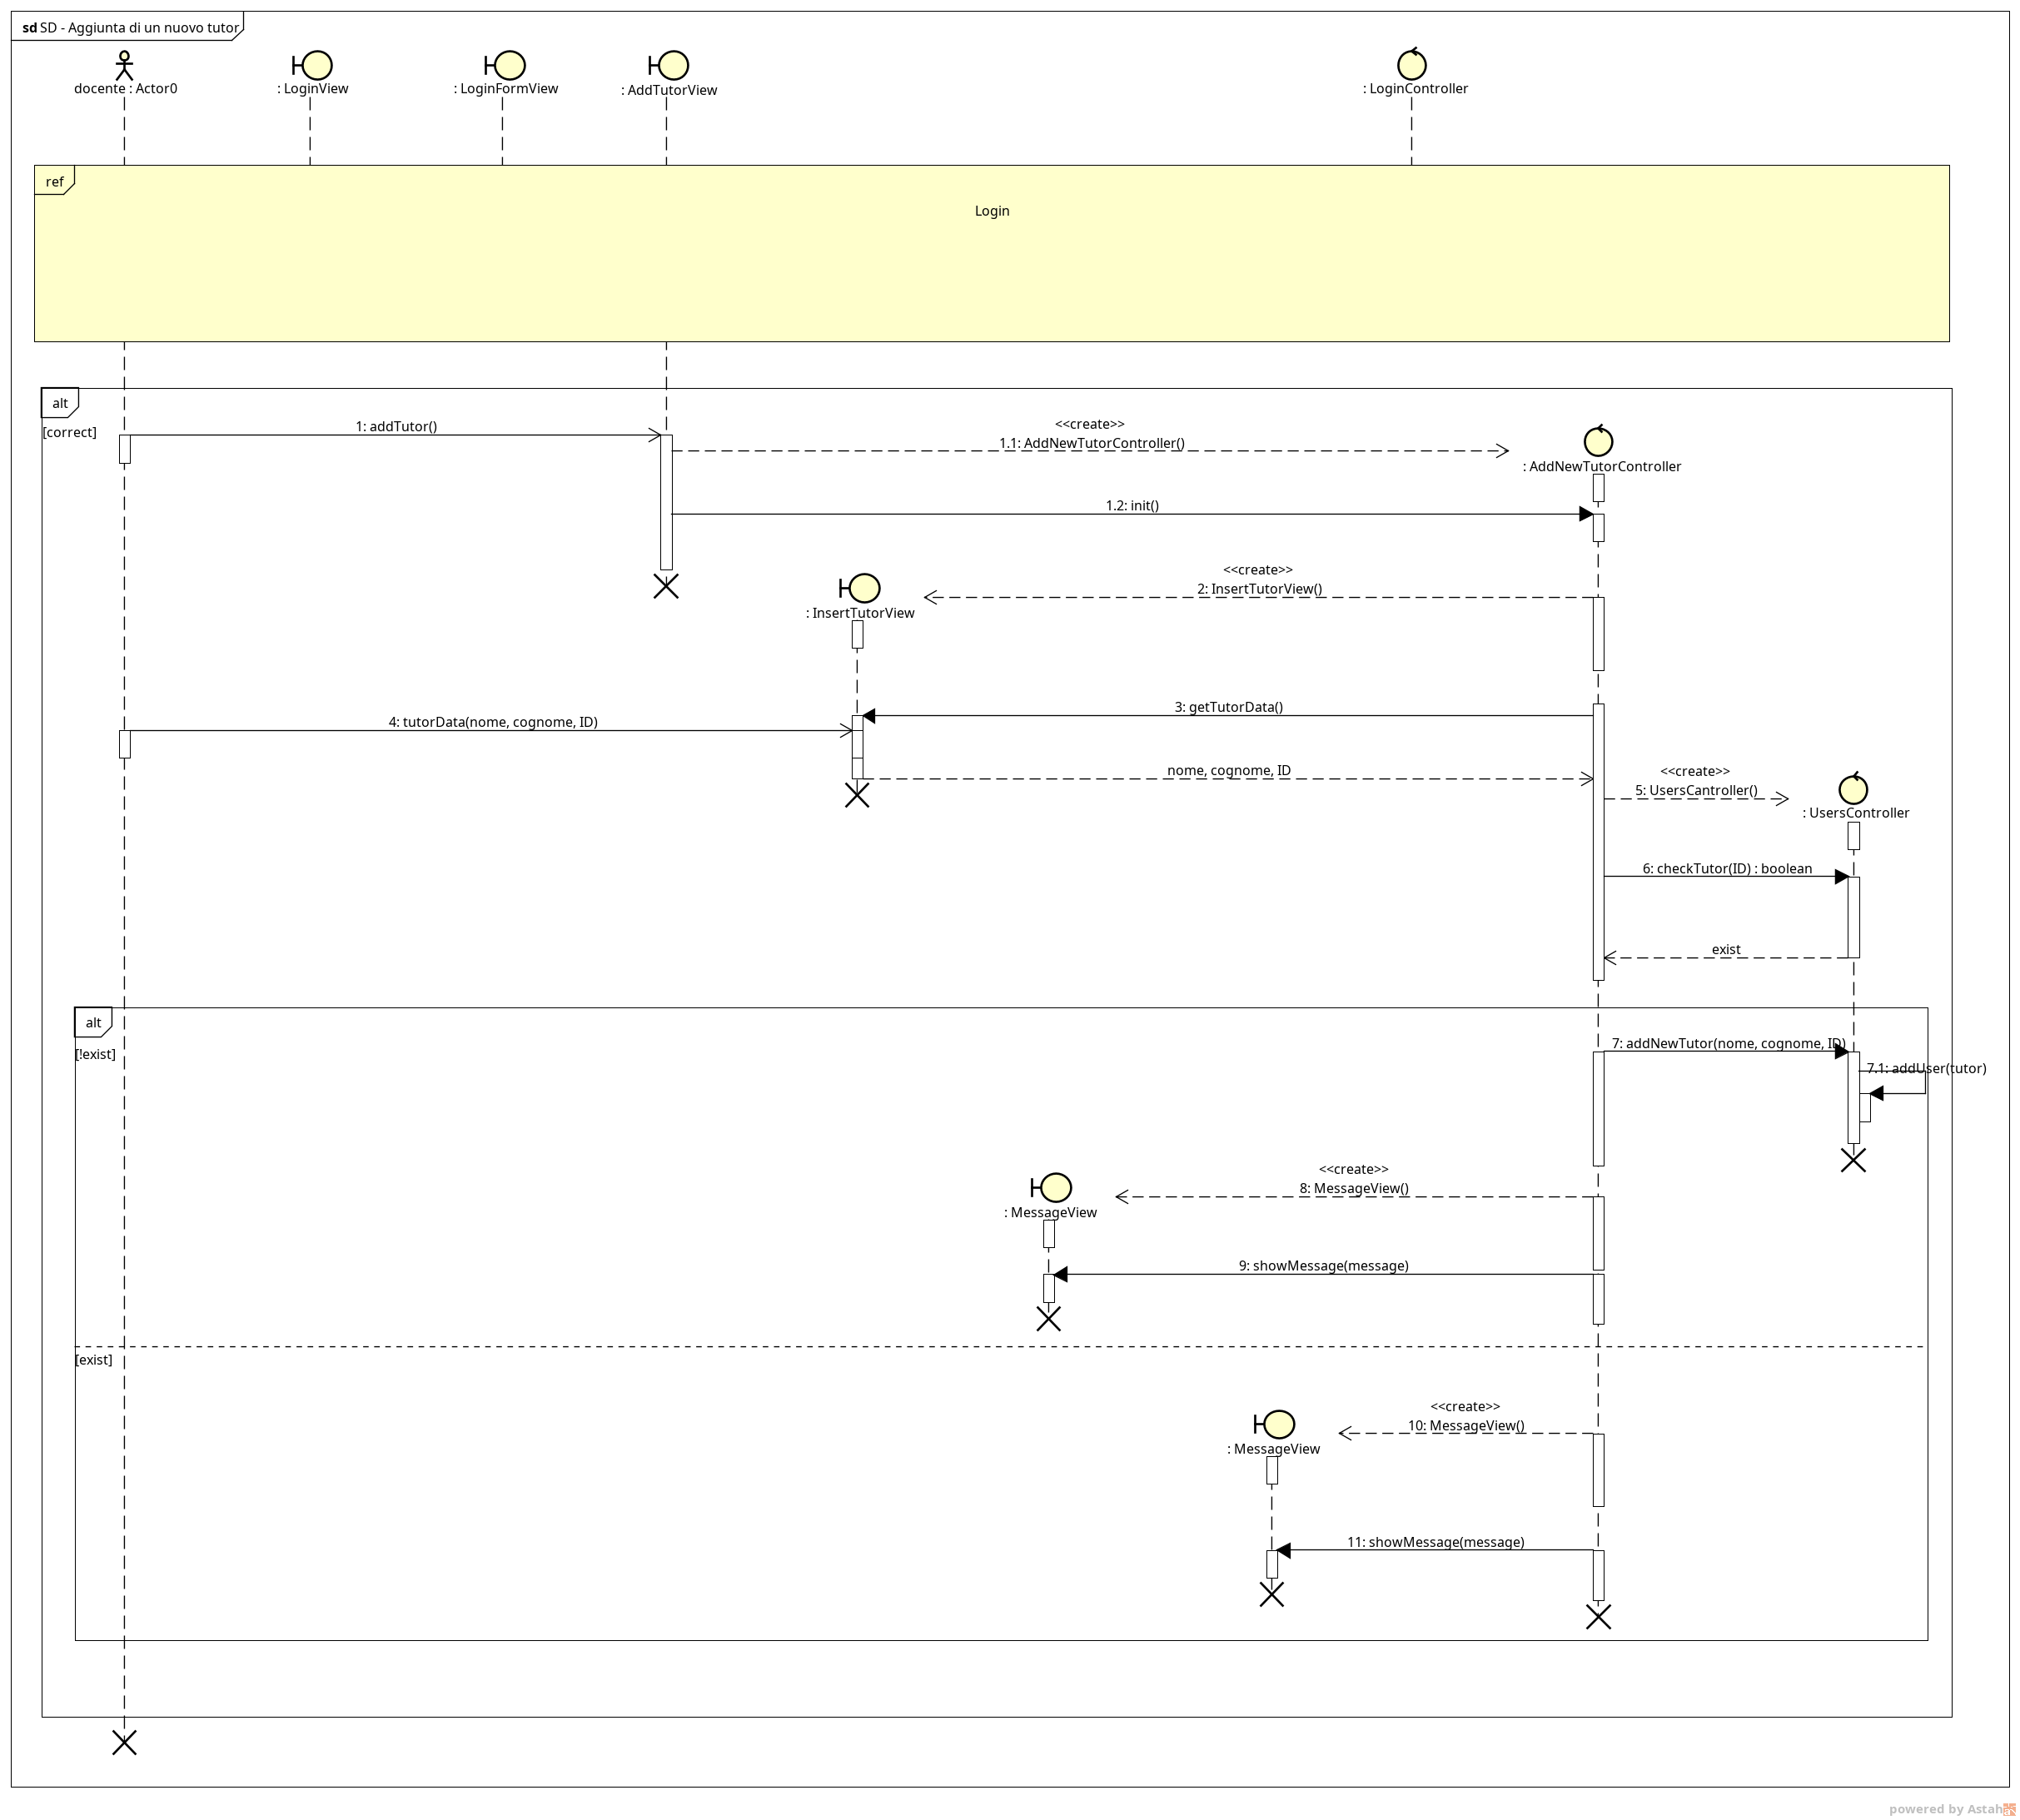 sd SD - Aggiunta di un nuovo tutor
docente : Actor0
: LoginView
: LoginFormView
: AddTutorView
: LoginController
ref
Login
alt
[correct]
1: addTutor()
<<create>>
1.1: AddNewTutorController()
: AddNewTutorController
1.2: init()
<<create>>
2: InsertTutorView()
: InsertTutorView
3: getTutorData()
4: tutorData(nome, cognome, ID)
nome, cognome, ID
<<create>>
5: UsersCantroller()
: UsersController
6: checkTutor(ID) : boolean
exist
alt
[!exist]
7: addNewTutor(nome, cognome, ID)
7.1: addUser(tutor)
<<create>>
8: MessageView()
: MessageView
9: showMessage(message)
[exist]
<<create>>
10: MessageView()
: MessageView
11: showMessage(message)
powered by Astah